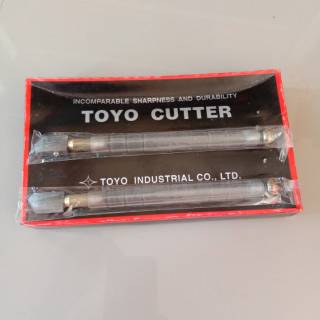 INCOMPARABLE SHARPNESS AND DURABILITY
TOYO CUTTER
TOYO INDUSTRIAL CO., LTD.